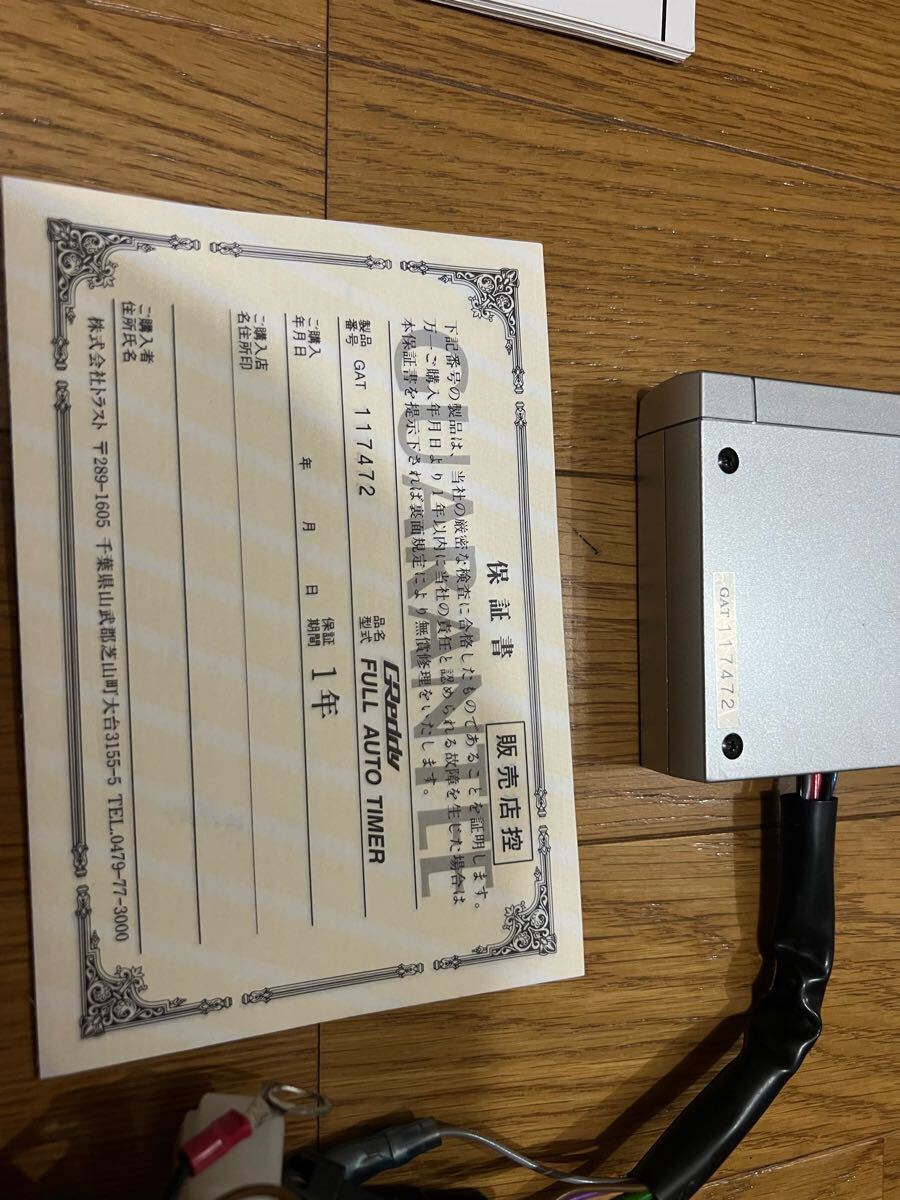 保証書
販売店控
GUARANTEE
下記番号の製品は、当社の厳密な検査に合格したものであることを証明します。
万一ご購入年月日より1年以内に当社の責任と認められる故障を生じた場合は
本保証書を提示下されば裏面規定により無償修理をいたします。
製品番号 GAT 117472 品名型式 GReddy FULL AUTO TIMER
ご購入年月日 年 月 日 保証期間 1年
ご購入店名住所印
ご購入者住所氏名
株式会社トラスト 〒289-1605 千葉県山武郡芝山町大台3155-5 TEL.0479-77-3000
GAT117472